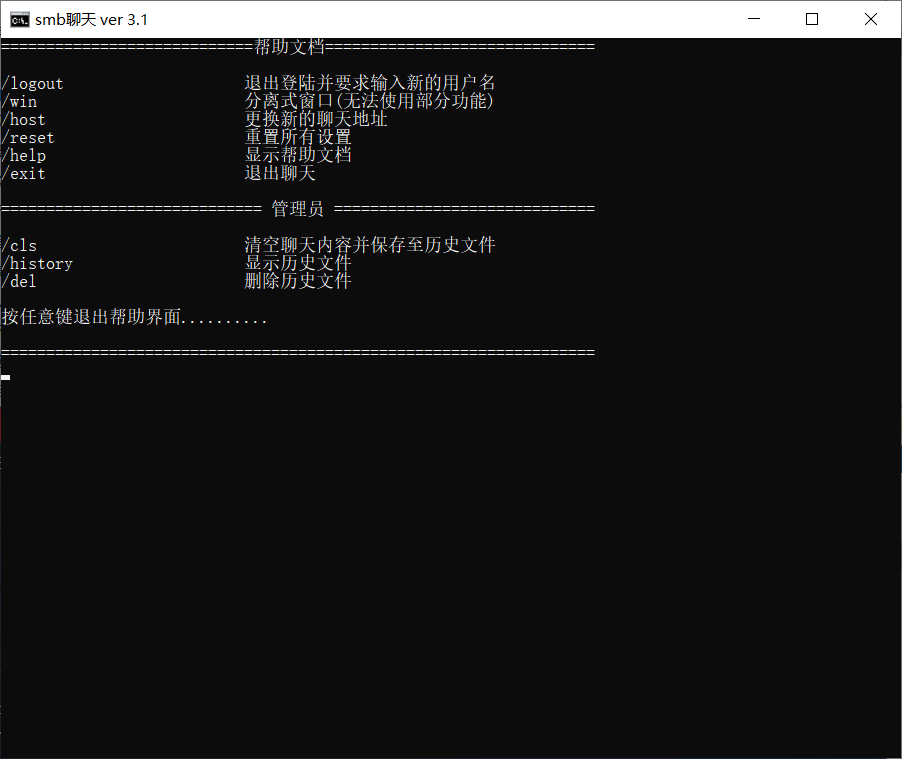 smb聊天 ver 3.1
============================帮助文档==============================
/logout 退出登陆并要求输入新的用户名
/win 分离式窗口(无法使用部分功能)
/host 更换新的聊天地址
/reset 重置所有设置
/help 显示帮助文档
/exit 退出聊天
============================= 管理员 =============================
/cls 清空聊天内容并保存至历史文件
/history 显示历史文件
/del 删除历史文件
按任意键退出帮助界面..........
==================================================================